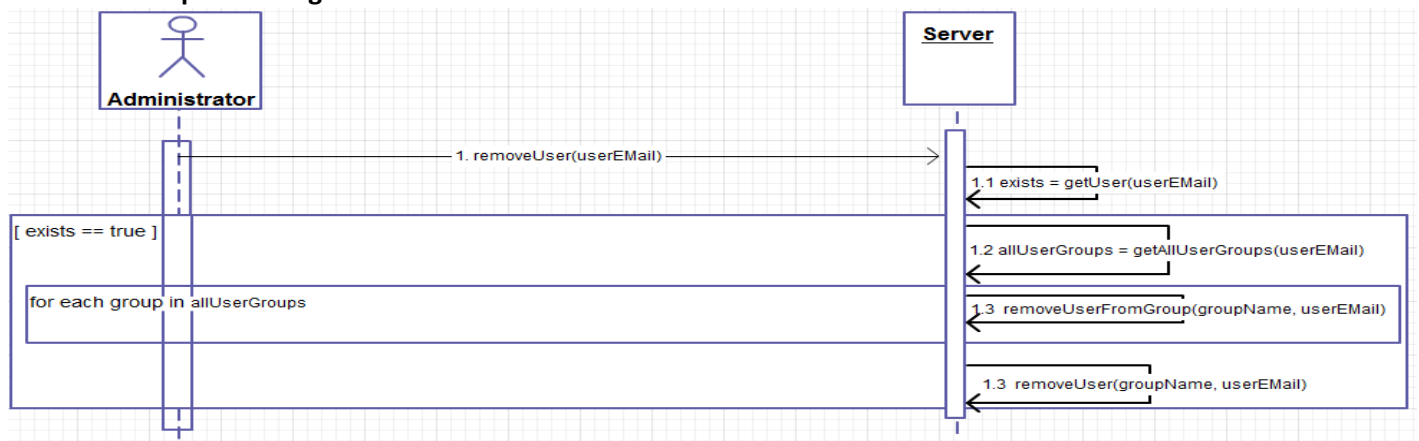 Administrator
Server
1. removeUser(userEMail)
1.1 exists = getUser(userEMail)
[ exists == true ]
1.2 allUserGroups = getAllUserGroups(userEMail)
for each group in allUserGroups
1.3 removeUserFromGroup(groupName, userEMail)
1.3 removeUser(groupName, userEMail)